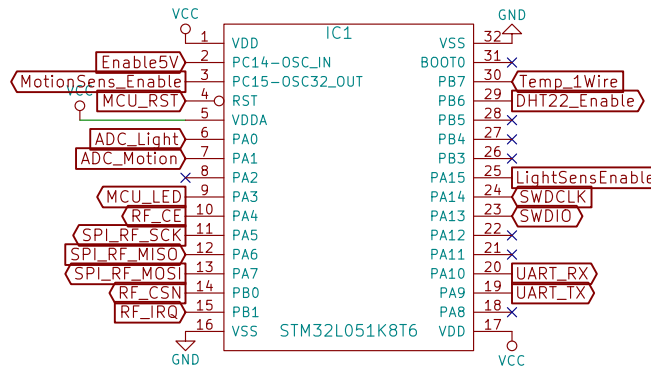 VCC
GND
IC1
1 VDD VSS 32
Enable5V 2 PC14-OSC_IN BOOT0 31
MotionSens_Enable 3 PC15-OSC32_OUT PB7 30 Temp_1Wire
VCC
MCU_RST 4 RST PB6 29 DHT22_Enable
5 VDDA PB5 28
ADC_Light 6 PA0 PB4 27
ADC_Motion 7 PA1 PB3 26
8 PA2 PA15 25 LightSensEnable
MCU_LED 9 PA3 PA14 24 SWDCLK
RF_CE 10 PA4 PA13 23 SWDIO
SPI_RF_SCK 11 PA5 PA12 22
SPI_RF_MISO 12 PA6 PA11 21
SPI_RF_MOSI 13 PA7 PA10 20 UART_RX
RF_CSN 14 PB0 PA9 19 UART_TX
RF_IRQ 15 PB1 PA8 18
16 VSS STM32L051K8T6 VDD 17
GND
VCC